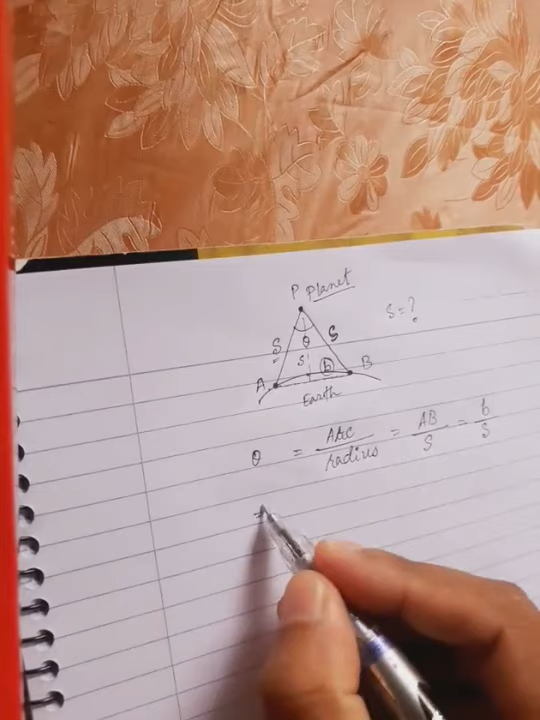 P Planet
S = ?
S θ S
S b
A B
Earth
θ = Arc / radius = AB / S = b / S